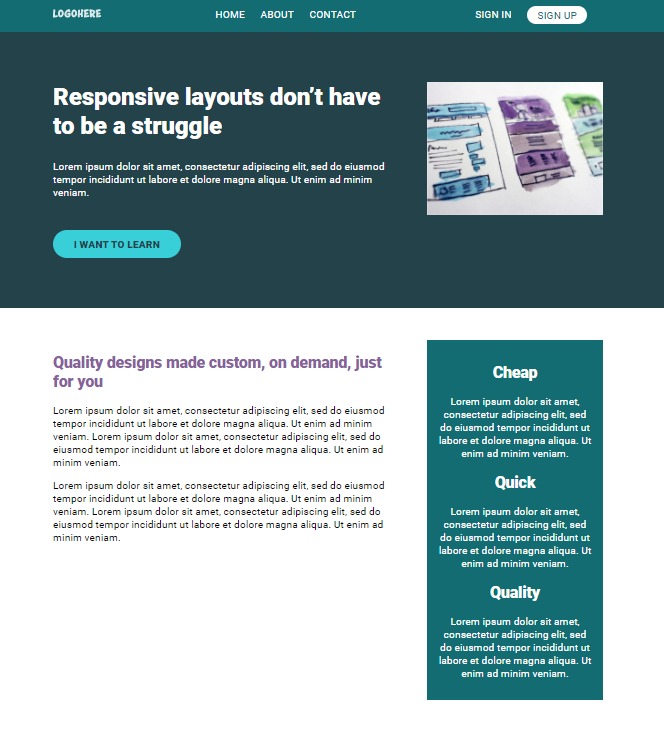 LOGOHERE
HOME ABOUT CONTACT SIGN IN SIGN UP
Responsive layouts don’t have
to be a struggle
Lorem ipsum dolor sit amet, consectetur adipiscing elit, sed do eiusmod
tempor incididunt ut labore et dolore magna aliqua. Ut enim ad minim
veniam.
I WANT TO LEARN
Quality designs made custom, on demand, just
for you
Lorem ipsum dolor sit amet, consectetur adipiscing elit, sed do eiusmod
tempor incididunt ut labore et dolore magna aliqua. Ut enim ad minim
veniam. Lorem ipsum dolor sit amet, consectetur adipiscing elit, sed do
eiusmod tempor incididunt ut labore et dolore magna aliqua. Ut enim ad
minim veniam.
Lorem ipsum dolor sit amet, consectetur adipiscing elit, sed do eiusmod
tempor incididunt ut labore et dolore magna aliqua. Ut enim ad minim
veniam. Lorem ipsum dolor sit amet, consectetur adipiscing elit, sed do
eiusmod tempor incididunt ut labore et dolore magna aliqua. Ut enim ad
minim veniam.
Cheap
Lorem ipsum dolor sit amet,
consectetur adipiscing elit, sed
do eiusmod tempor incididunt ut
labore et dolore magna aliqua. Ut
enim ad minim veniam.
Quick
Lorem ipsum dolor sit amet,
consectetur adipiscing elit, sed
do eiusmod tempor incididunt ut
labore et dolore magna aliqua. Ut
enim ad minim veniam.
Quality
Lorem ipsum dolor sit amet,
consectetur adipiscing elit, sed
do eiusmod tempor incididunt ut
labore et dolore magna aliqua. Ut
enim ad minim veniam.